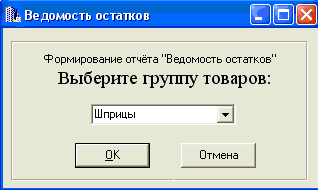 Ведомость остатков
Формирование отчёта "Ведомость остатков"
Выберите группу товаров:
Шприцы
OK
Отмена